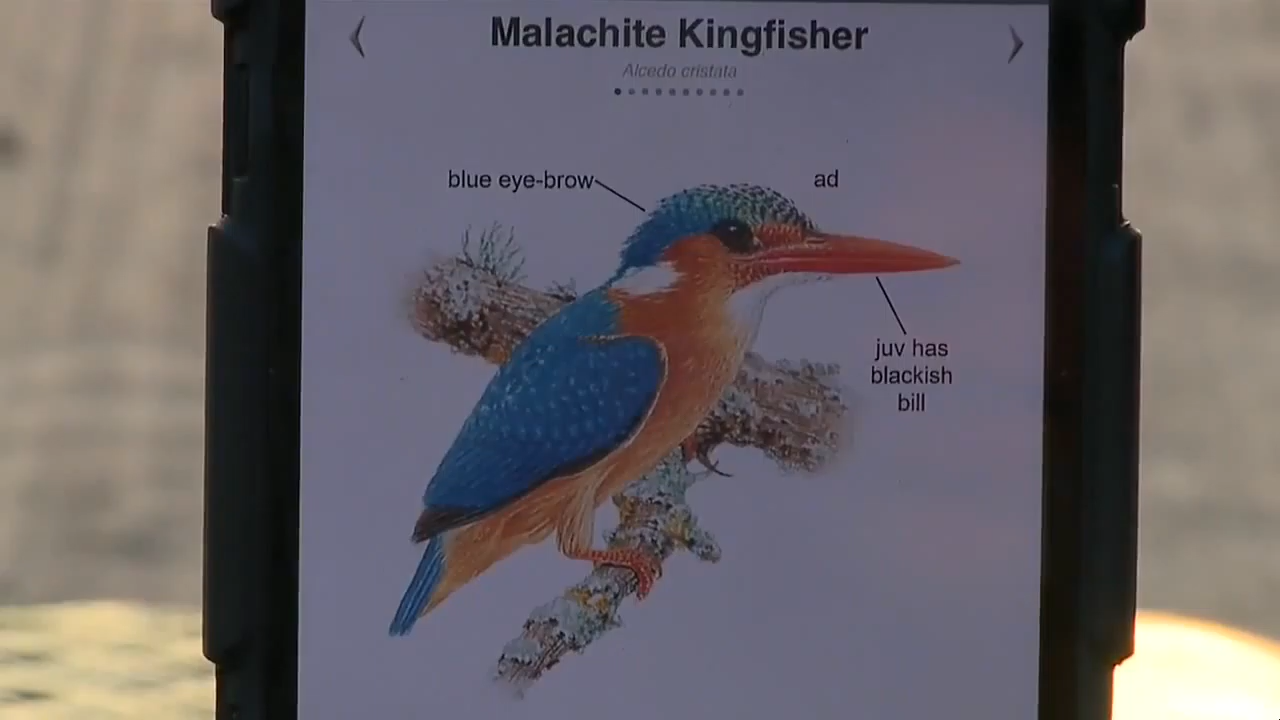 Malachite Kingfisher
Alcedo cristata
blue eye-brow
ad
juv has
blackish
bill